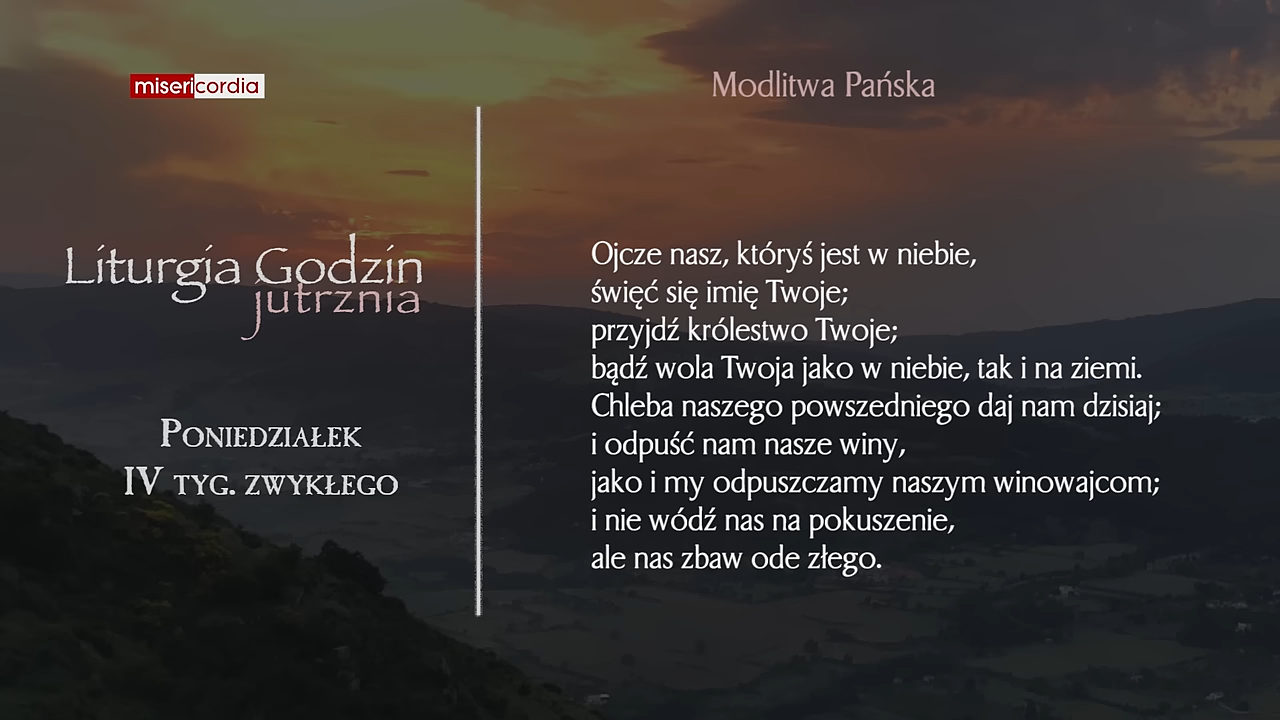 misericordia
Liturgia Godzin
jutrznia
Poniedziałek
IV tyg. zwykłego
Modlitwa Pańska
Ojcze nasz, któryś jest w niebie,
święć się imię Twoje;
przyjdź królestwo Twoje;
bądź wola Twoja jako w niebie, tak i na ziemi.
Chleba naszego powszedniego daj nam dzisiaj;
i odpuść nam nasze winy,
jako i my odpuszczamy naszym winowajcom;
i nie wódź nas na pokuszenie,
ale nas zbaw ode złego.